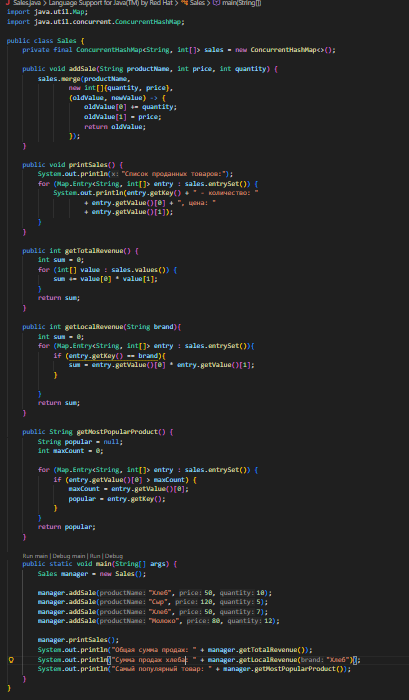 Sales.java > Language Support for Java(TM) by Red Hat > Sales > main(String[])
import java.util.Map;
import java.util.concurrent.ConcurrentHashMap;
public class Sales {
private final ConcurrentHashMap<String, int[]> sales = new ConcurrentHashMap<>();
public void addSale(String productName, int price, int quantity) {
sales.merge(productName,
new int[]{quantity, price},
(oldValue, newValue) -> {
oldValue[0] += quantity;
oldValue[1] = price;
return oldValue;
});
}
public void printSales() {
System.out.println(x:"Список проданных товаров:");
for (Map.Entry<String, int[]> entry : sales.entrySet()) {
System.out.println(entry.getKey() + " - количество: "
+ entry.getValue()[0] + ", цена: "
+ entry.getValue()[1]);
}
}
public int getTotalRevenue() {
int sum = 0;
for (int[] value : sales.values()) {
sum += value[0] * value[1];
}
return sum;
}
public int getLocalRevenue(String brand){
int sum = 0;
for (Map.Entry<String, int[]> entry : sales.entrySet()){
if (entry.getKey() == brand){
sum = entry.getValue()[0] * entry.getValue()[1];
}
}
return sum;
}
public String getMostPopularProduct() {
String popular = null;
int maxCount = 0;
for (Map.Entry<String, int[]> entry : sales.entrySet()) {
if (entry.getValue()[0] > maxCount) {
maxCount = entry.getValue()[0];
popular = entry.getKey();
}
}
return popular;
}
Run main | Debug main | Run | Debug
public static void main(String[] args) {
Sales manager = new Sales();
manager.addSale(productName:"Хлеб", price:50, quantity:10);
manager.addSale(productName:"Сыр", price:120, quantity:5);
manager.addSale(productName:"Хлеб", price:50, quantity:7);
manager.addSale(productName:"Молоко", price:80, quantity:12);
manager.printSales();
System.out.println("Общая сумма продаж: " + manager.getTotalRevenue());
System.out.println("Сумма продаж хлеба: " + manager.getLocalRevenue(brand:"Хлеб"));
System.out.println("Самый популярный товар: " + manager.getMostPopularProduct());
}
}